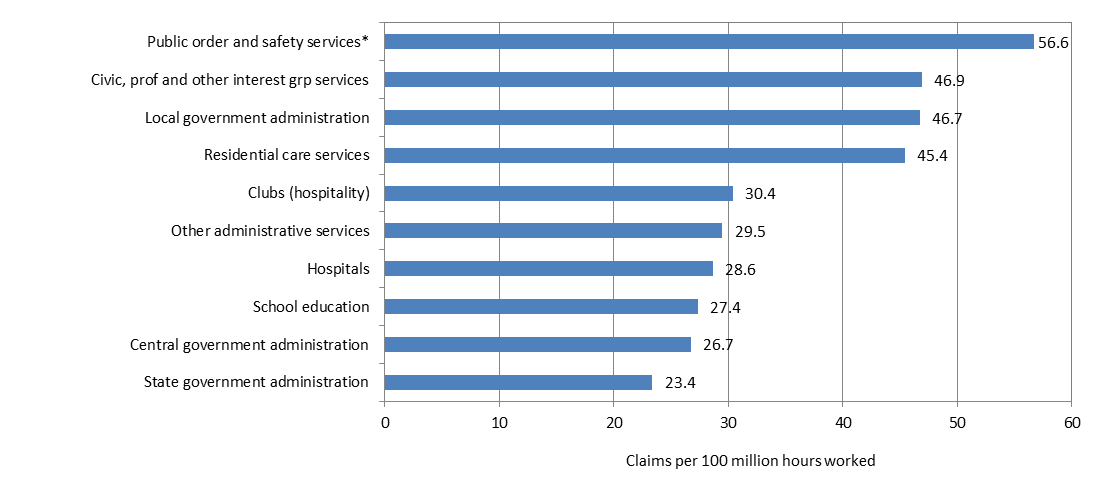 Public order and safety services* 56.6
Civic, prof and other interest grp services 46.9
Local government administration 46.7
Residential care services 45.4
Clubs (hospitality) 30.4
Other administrative services 29.5
Hospitals 28.6
School education 27.4
Central government administration 26.7
State government administration 23.4
0 10 20 30 40 50 60
Claims per 100 million hours worked